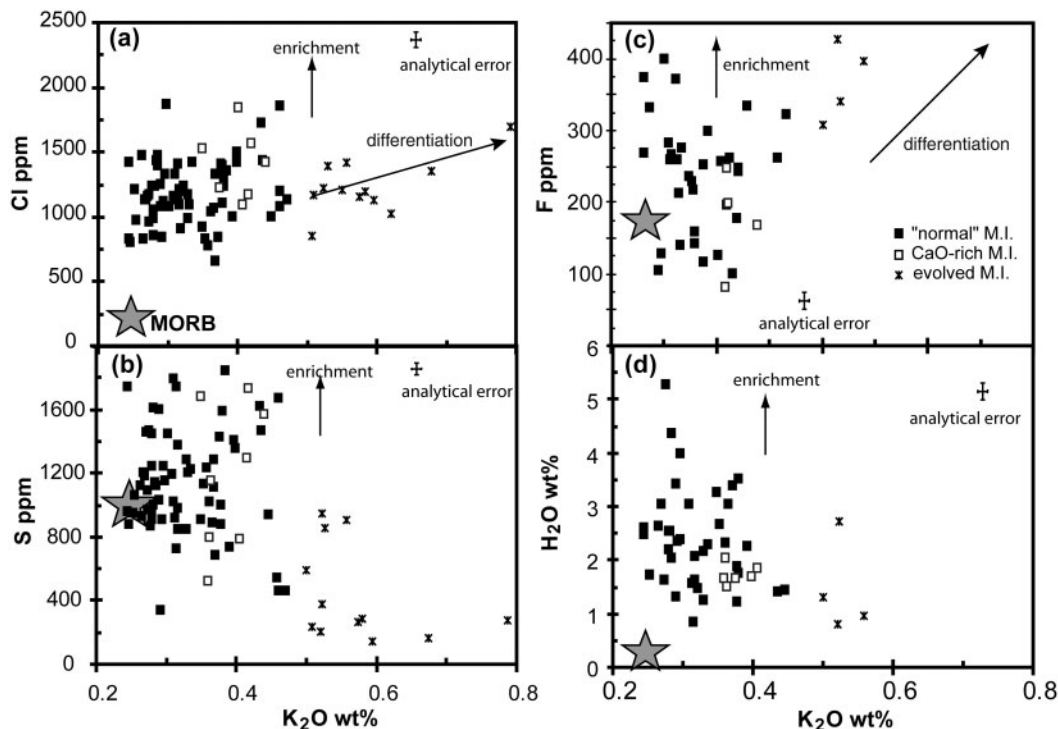 (a)
enrichment
analytical error
differentiation
MORB
Cl ppm
2500
2000
1500
1000
500
0
(b)
enrichment
analytical error
S ppm
1600
1200
800
400
0
0.2
0.4
0.6
0.8
K2O wt%
(c)
enrichment
differentiation
"normal" M.I.
CaO-rich M.I.
evolved M.I.
analytical error
F ppm
400
300
200
100
0
(d)
enrichment
analytical error
H2O wt%
6
5
4
3
2
1
0
0.2
0.4
0.6
0.8
K2O wt%